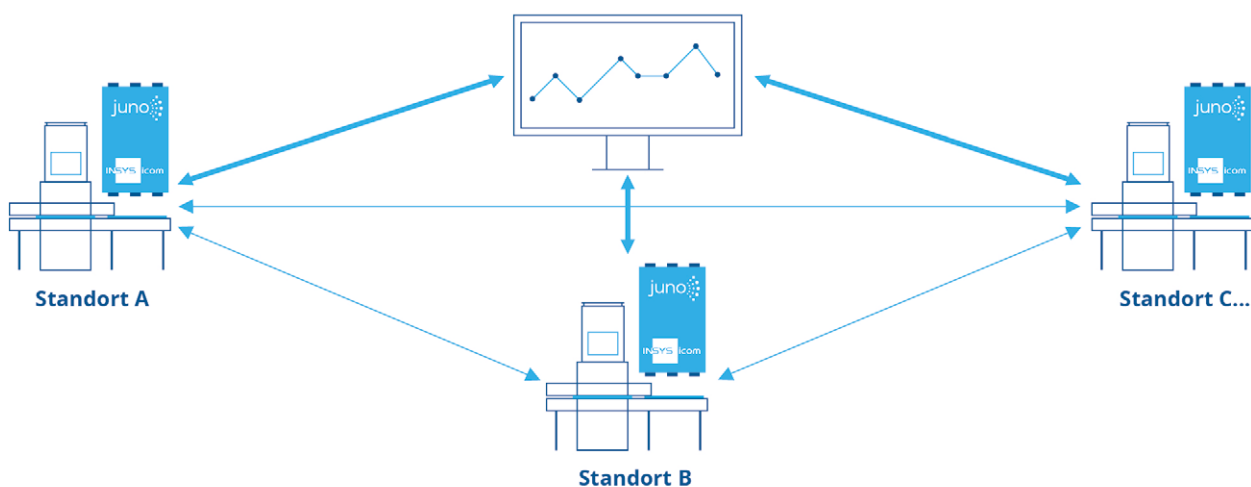 juno
INSYS icom
Standort A
juno
INSYS icom
Standort B
juno
INSYS icom
Standort C...